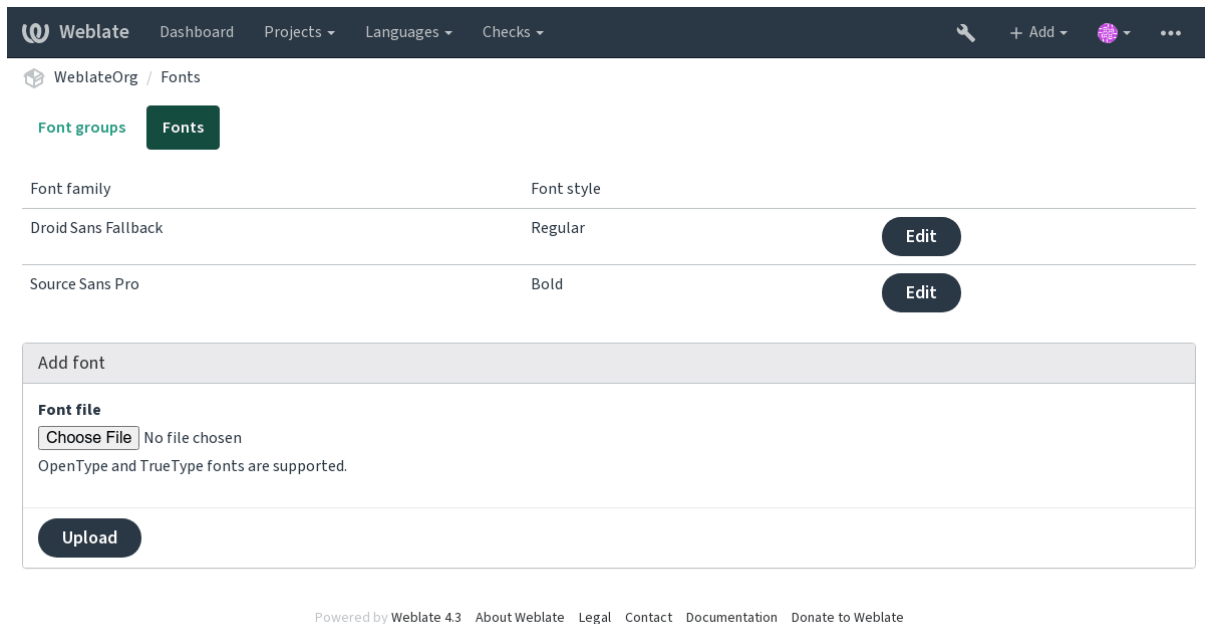 Weblate Dashboard Projects Languages Checks + Add
WeblateOrg / Fonts
Font groups Fonts
Font family Font style
Droid Sans Fallback Regular Edit
Source Sans Pro Bold Edit
Add font
Font file
Choose File No file chosen
OpenType and TrueType fonts are supported.
Upload
Powered by Weblate 4.3 About Weblate Legal Contact Documentation Donate to Weblate